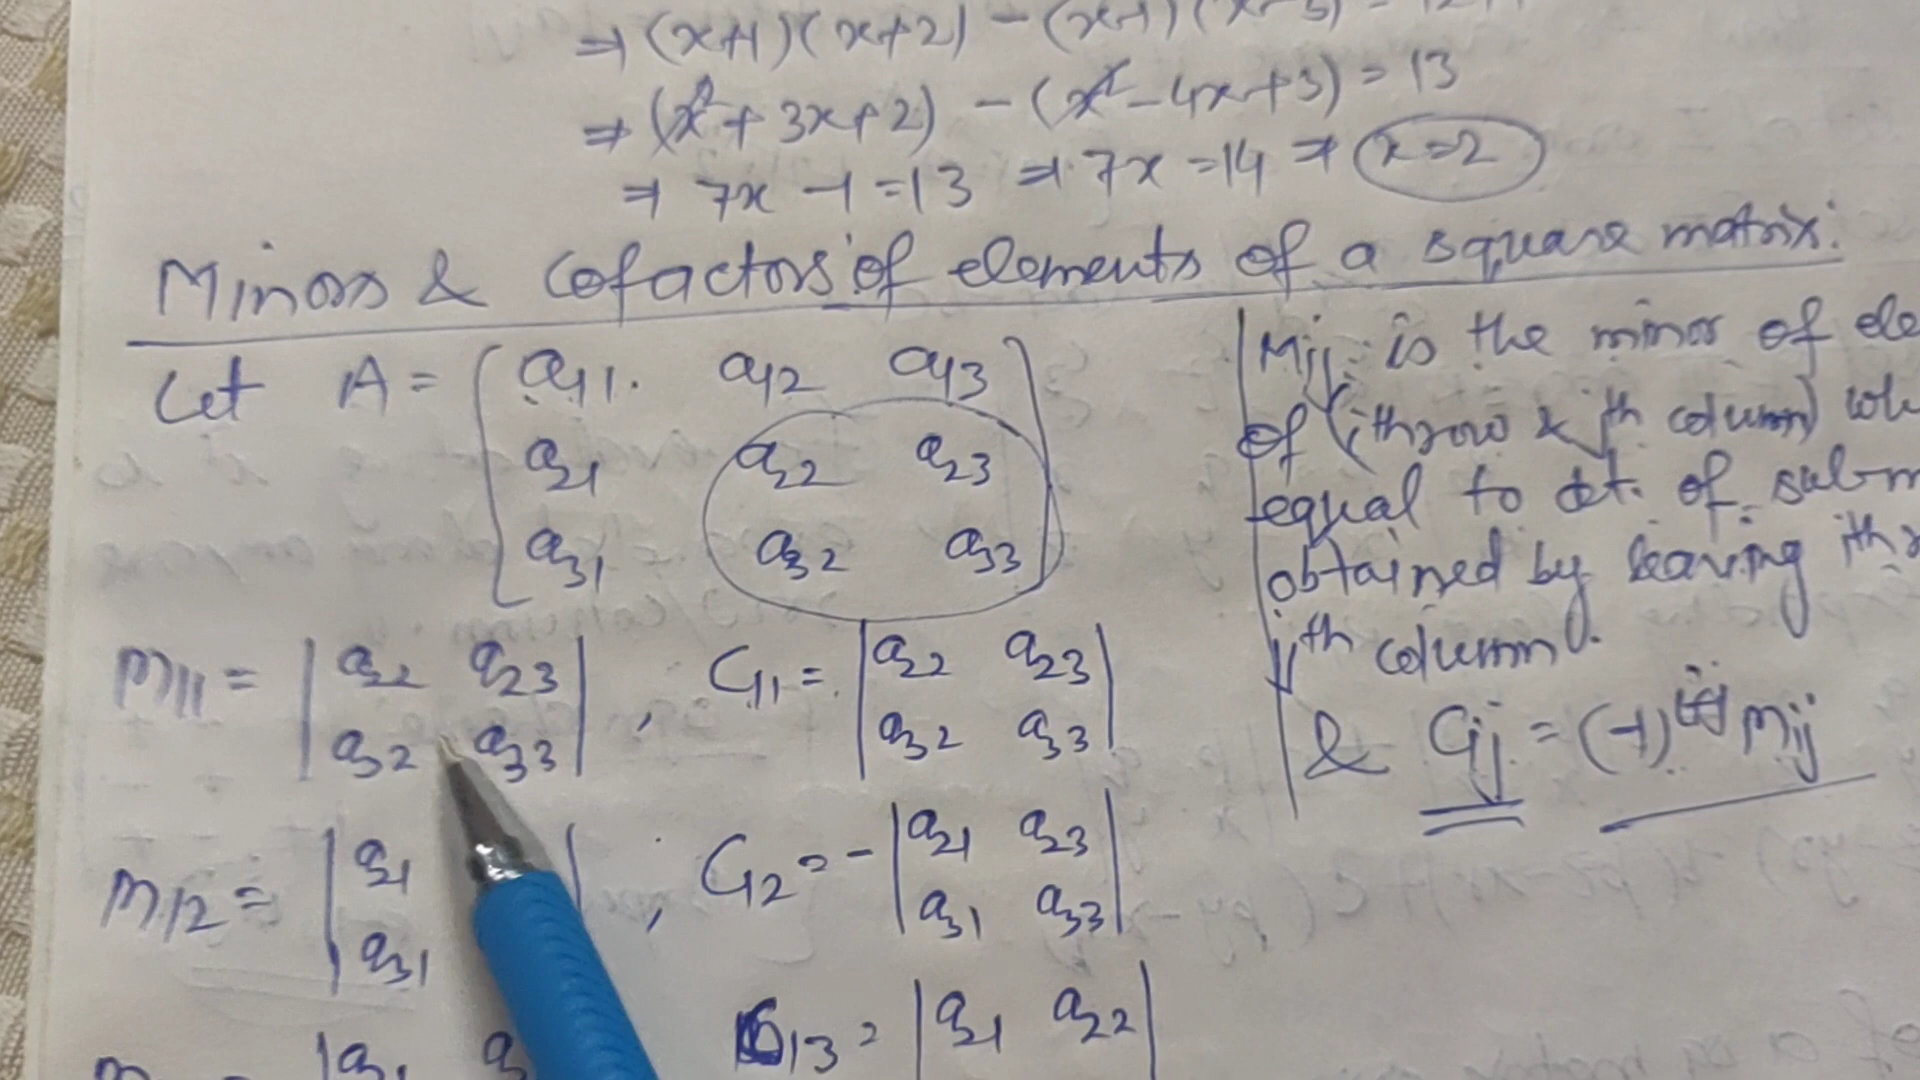 ⇒ (x+1)(x+2) - (x-1)(x-3) =
⇒ (x²+3x+2) - (x²-4x+3) = 13
⇒ 7x -1 = 13 ⇒ 7x = 14 ⇒ x=2
Minors & cofactors of elements of a square matrix:
Let A = [a11 a12 a13
a21 a22 a23
a31 a32 a33]
Mij is the minor of ele
of (ith row & jth column) wh
equal to det. of subm
obtained by leaving ith r
jth column.
& Cij = (-1)^(i+j) Mij
M11 = |a22 a23
a32 a33| , C11 = |a22 a23
a32 a33|
M12 = |a21
a31 | , C12 = - |a21 a23
a31 a33|
C13 = |a21 a22|